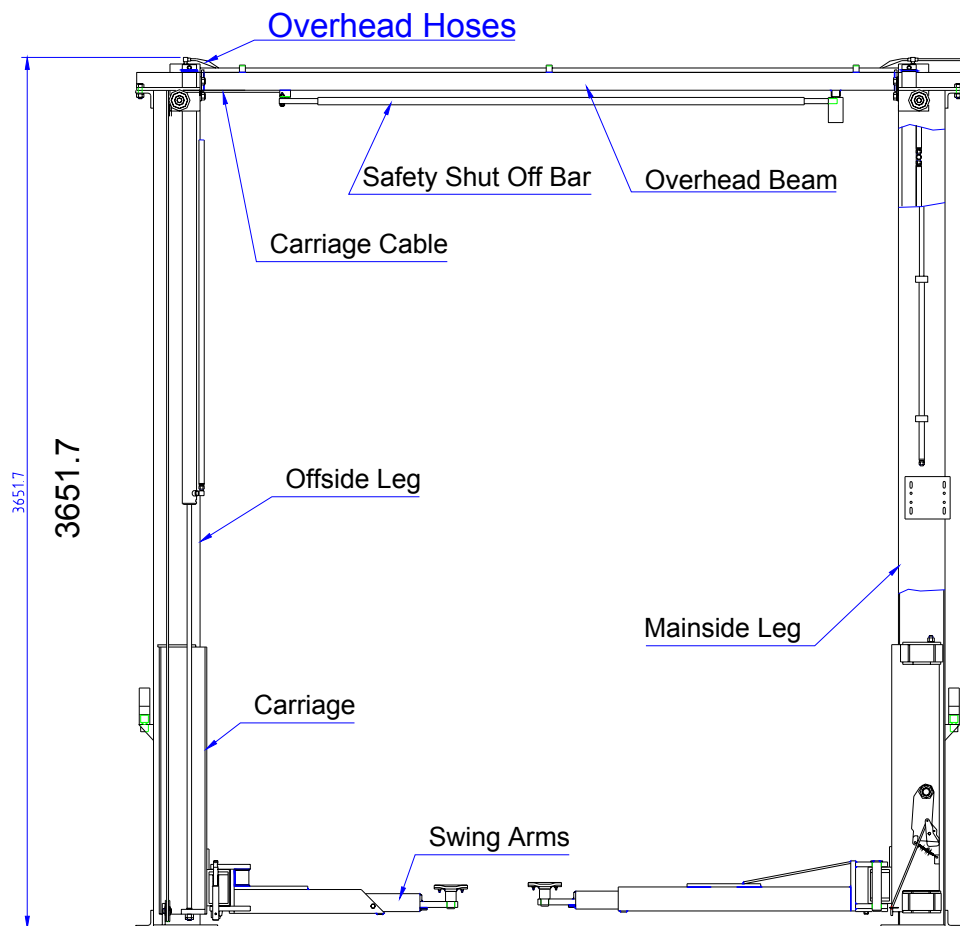 Overhead Hoses
Safety Shut Off Bar
Overhead Beam
Carriage Cable
3651.7
3651.7
Offside Leg
Mainside Leg
Carriage
Swing Arms